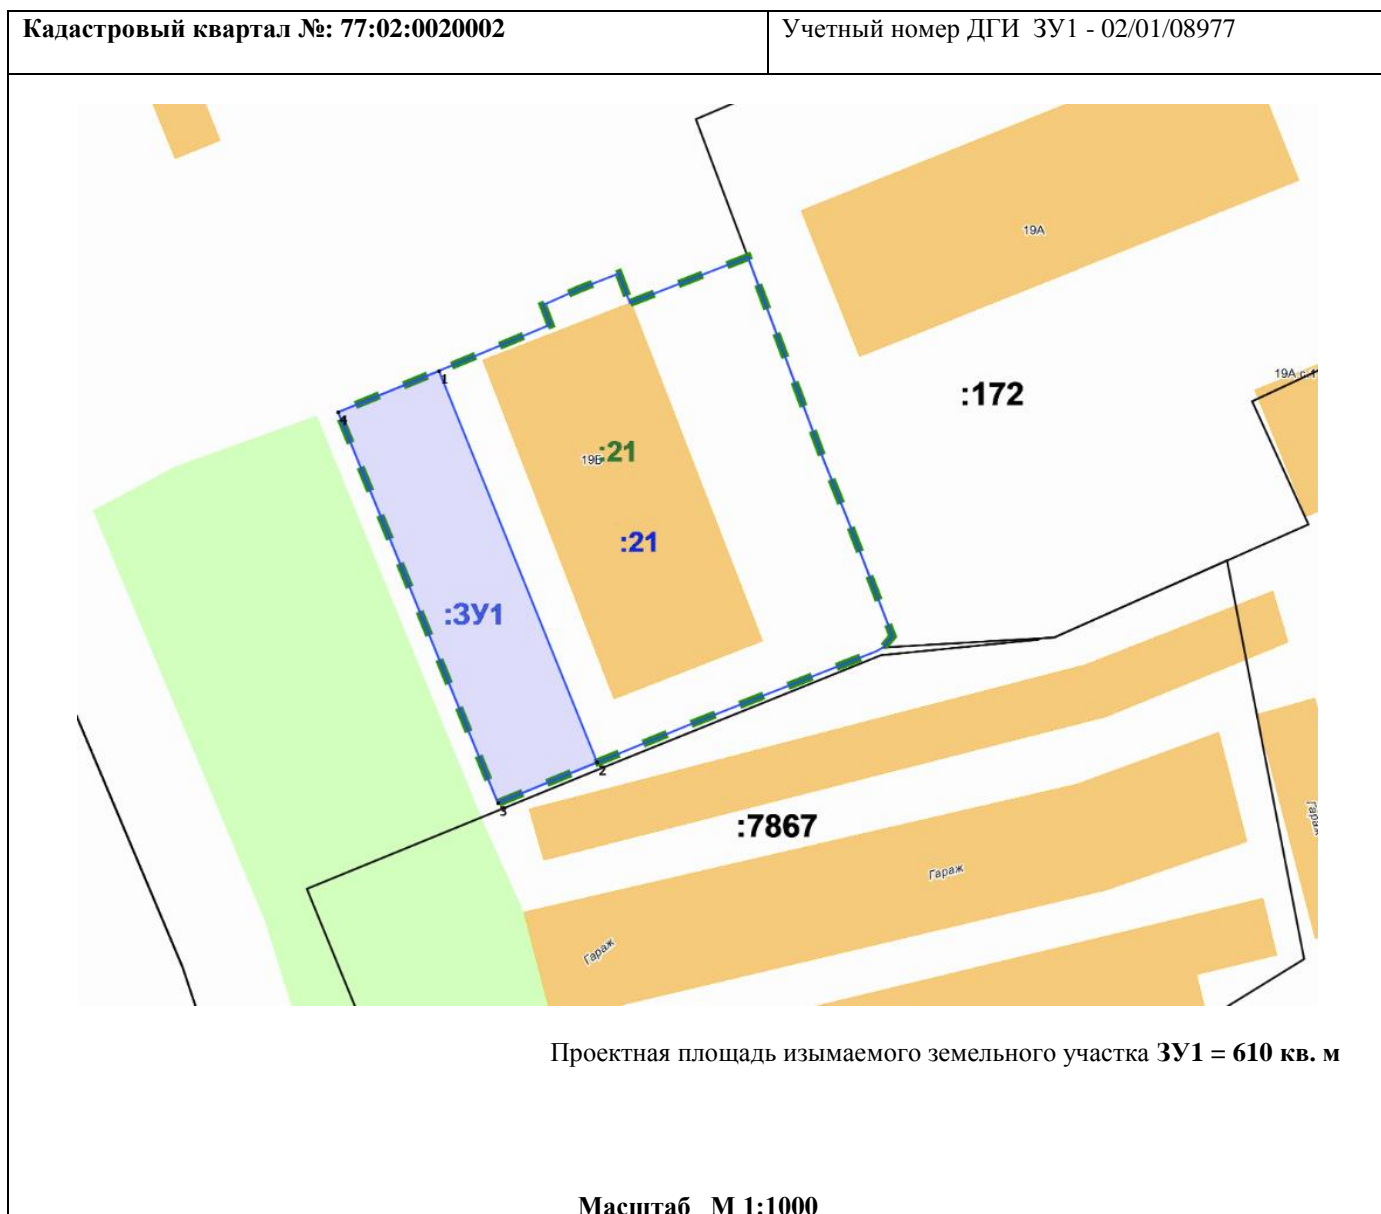 Кадастровый квартал №: 77:02:0020002
Учетный номер ДГИ ЗУ1 - 02/01/08977
19А
19А с.1
:172
1
4
19Б
:21
:21
:ЗУ1
2
3
:7867
Гараж
Гараж
Гараж
Проектная площадь изымаемого земельного участка ЗУ1 = 610 кв. м
Масштаб М 1:1000